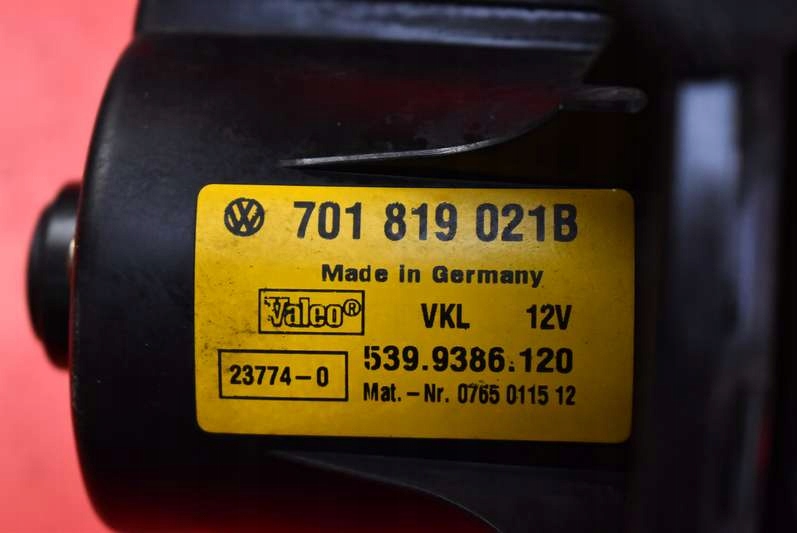 701 819 021B
Made in Germany
Valeo® VKL 12V
539.9386.120
23774-0
Mat.-Nr. 0765 0115 12